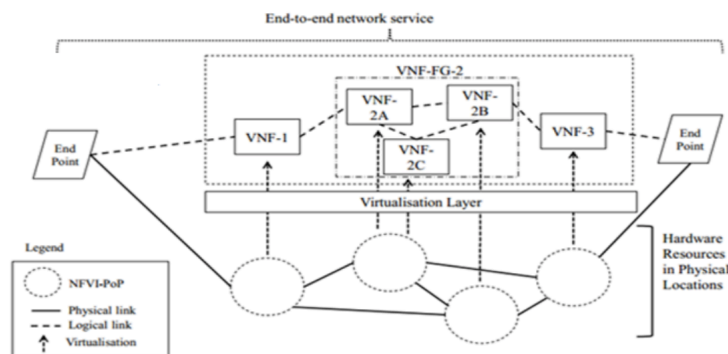 End-to-end network service
VNF-FG-2
VNF-
2A
VNF-
2B
VNF-1
VNF-
2C
VNF-3
End
Point
End
Point
Virtualisation Layer
Hardware
Resources
in Physical
Locations
Legend
NFVI-PoP
Physical link
Logical link
Virtualisation